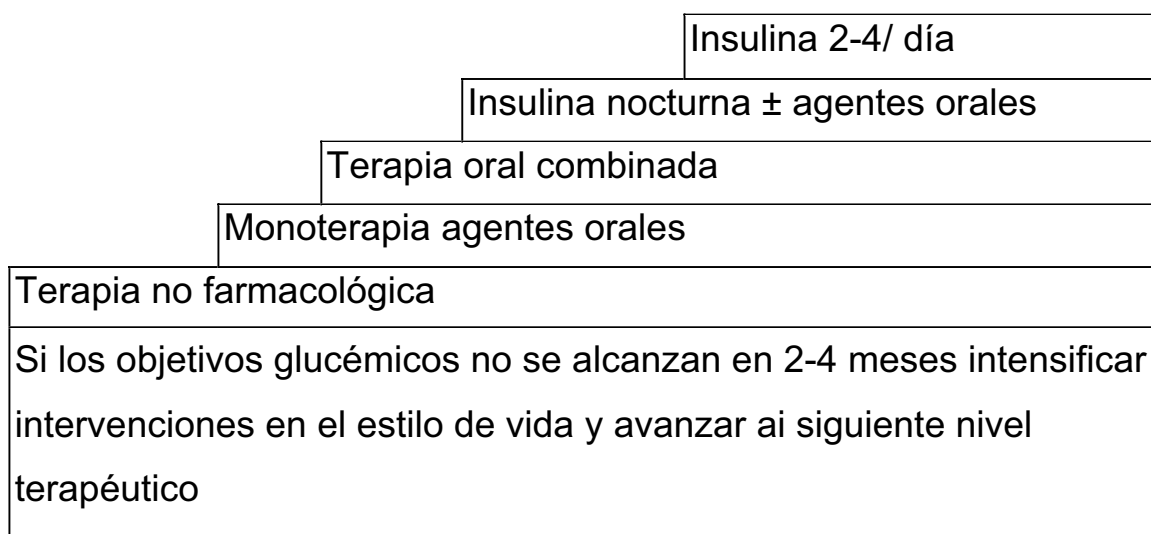 Insulina 2-4/ día
Insulina nocturna ± agentes orales
Terapia oral combinada
Monoterapia agentes orales
Terapia no farmacológica
Si los objetivos glucémicos no se alcanzan en 2-4 meses intensificar
intervenciones en el estilo de vida y avanzar ai siguiente nivel
terapéutico